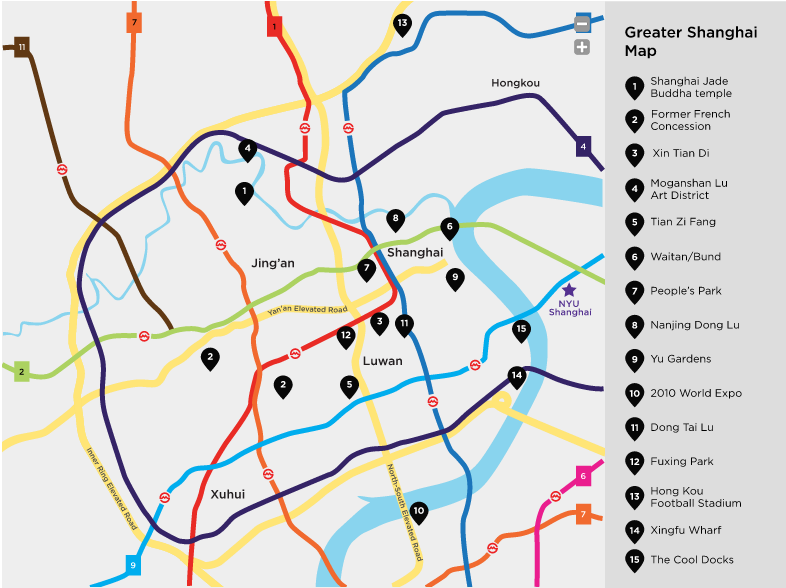 13
7
1
11
Hongkou
4
4
1
8
6
Shanghai
Jing'an
7
9
NYU
Shanghai
Yan'an Elevated Road
12
3
11
15
2
2
Luwan
14
2
5
Inner Ring Elevated Road
North-South Elevated Road
Xuhui
6
10
7
9
Greater Shanghai
Map
1 Shanghai Jade
Buddha temple
2 Former French
Concession
3 Xin Tian Di
4 Moganshan Lu
Art District
5 Tian Zi Fang
6 Waitan/Bund
7 People's Park
8 Nanjing Dong Lu
9 Yu Gardens
10 2010 World Expo
11 Dong Tai Lu
12 Fuxing Park
13 Hong Kou
Football Stadium
14 Xingfu Wharf
15 The Cool Docks